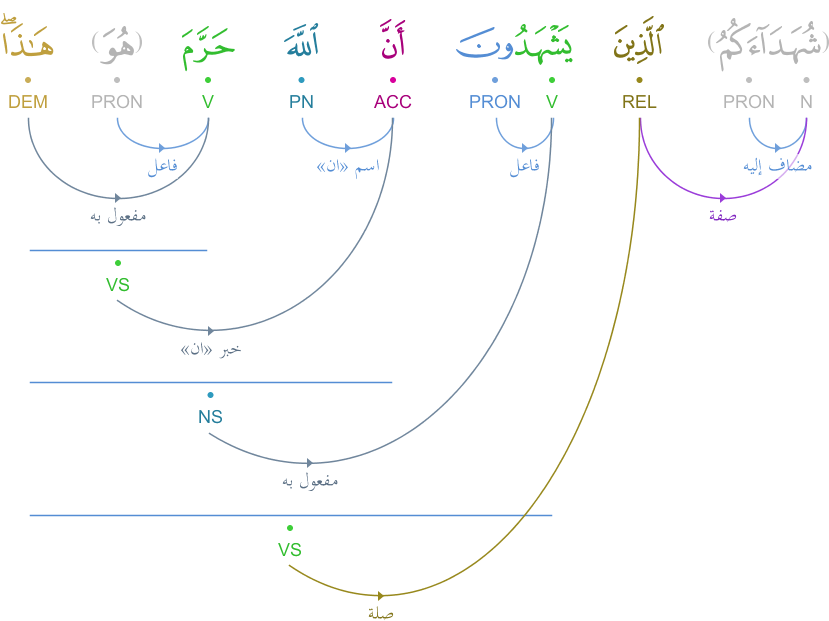 (شُهَدَآءَكُمُ) ٱلَّذِينَ يَشْهَدُونَ أَنَّ ٱللَّهَ حَرَّمَ (هُوَ) هَـٰذَا ۖ
N PRON REL V PRON ACC PN V PRON DEM
مضاف إليه فاعل اسم «ان» فاعل
صفة مفعول به
VS
خبر «ان»
NS
مفعول به
VS
صلة